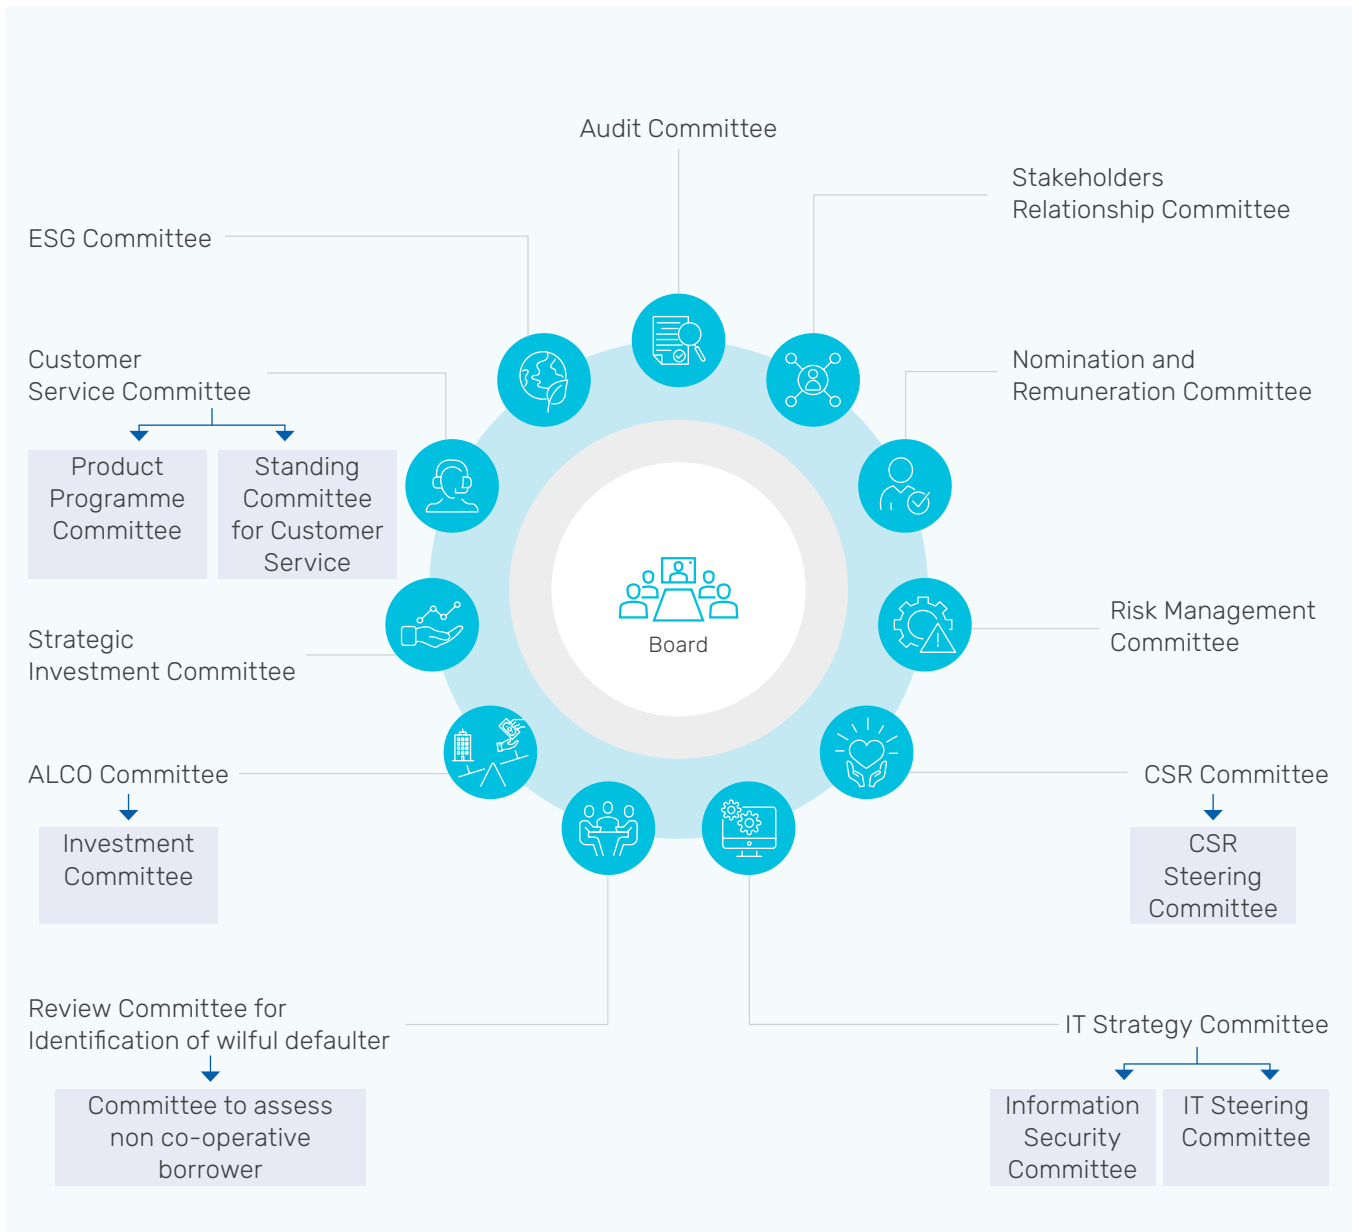 Audit Committee
Stakeholders
Relationship Committee
ESG Committee
Customer
Service Committee
Nomination and
Remuneration Committee
Product
Programme
Committee
Standing
Committee
for Customer
Service
Board
Risk Management
Committee
Strategic
Investment Committee
ALCO Committee
CSR Committee
Investment
Committee
CSR
Steering
Committee
Review Committee for
Identification of wilful defaulter
IT Strategy Committee
Committee to assess
non co-operative
borrower
Information
Security
Committee
IT Steering
Committee